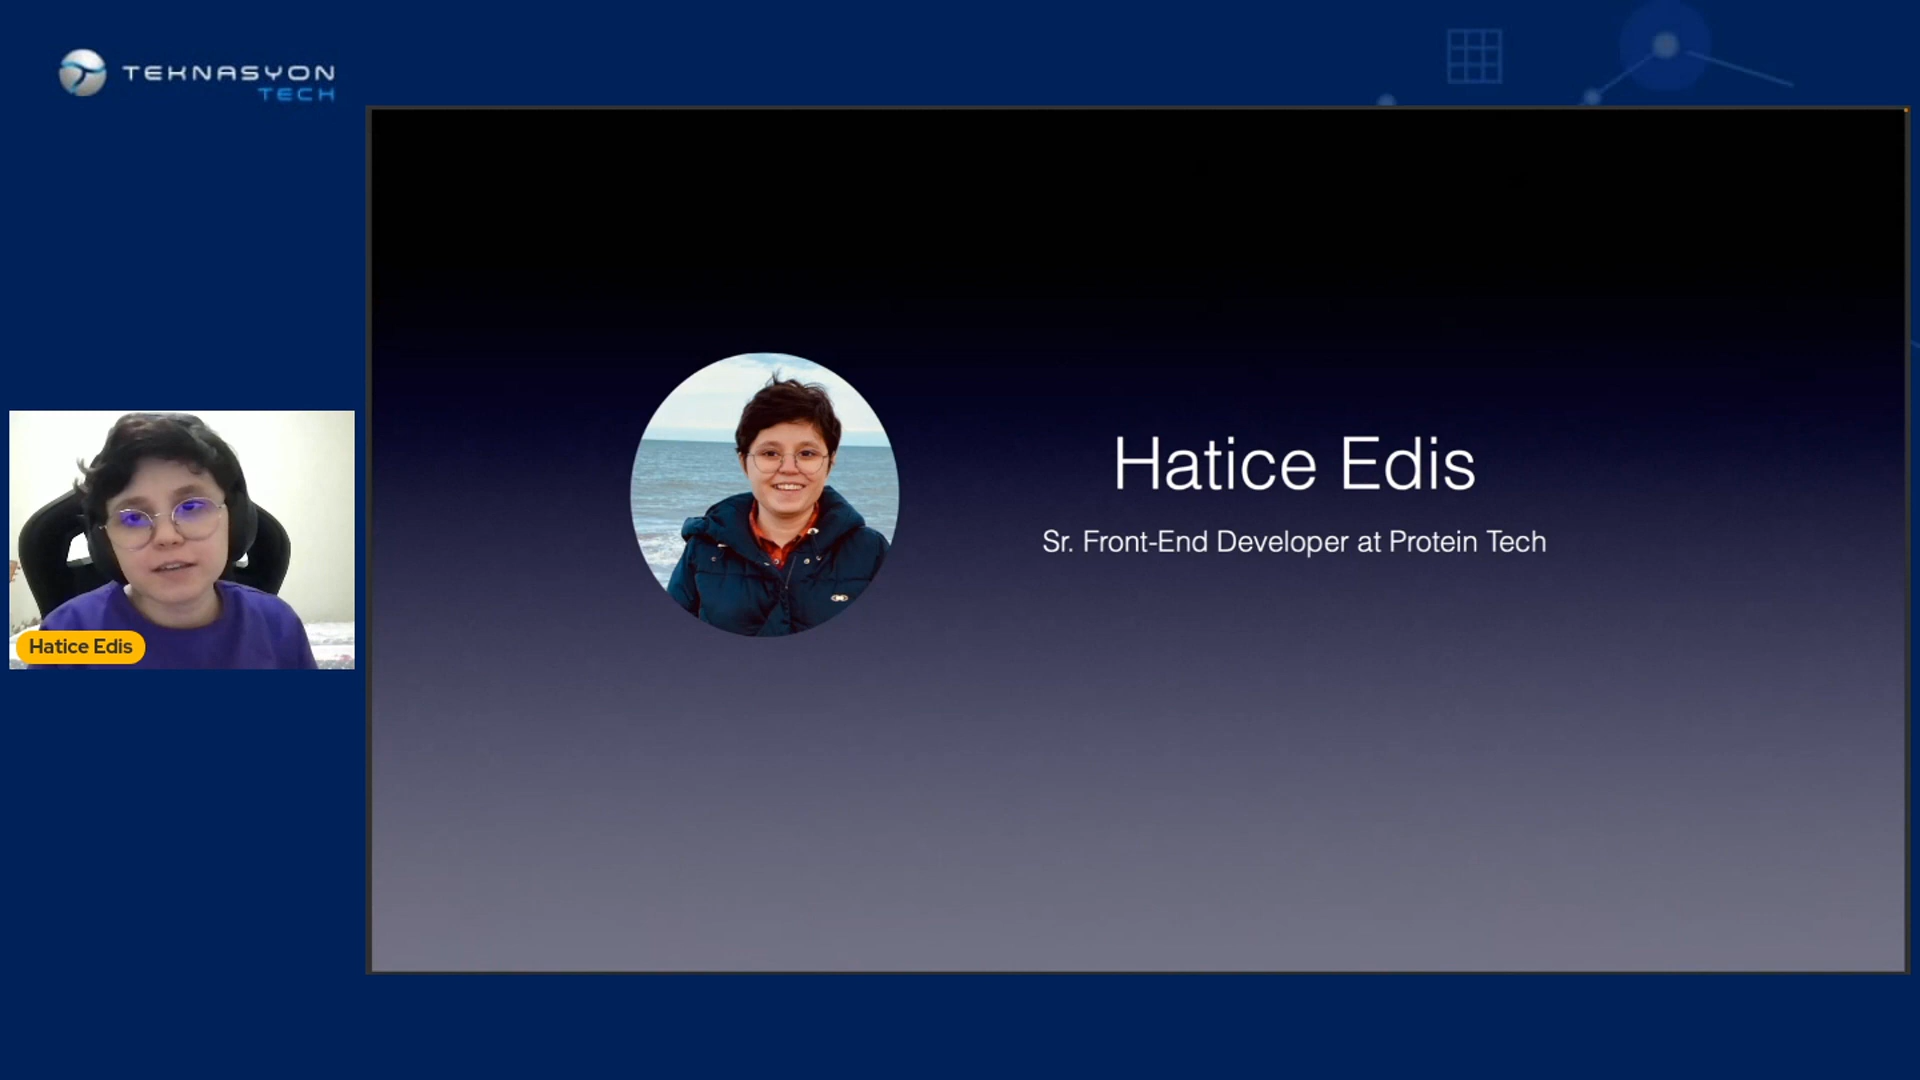 TEKNASYON
TECH
Hatice Edis
Sr. Front-End Developer at Protein Tech
Hatice Edis